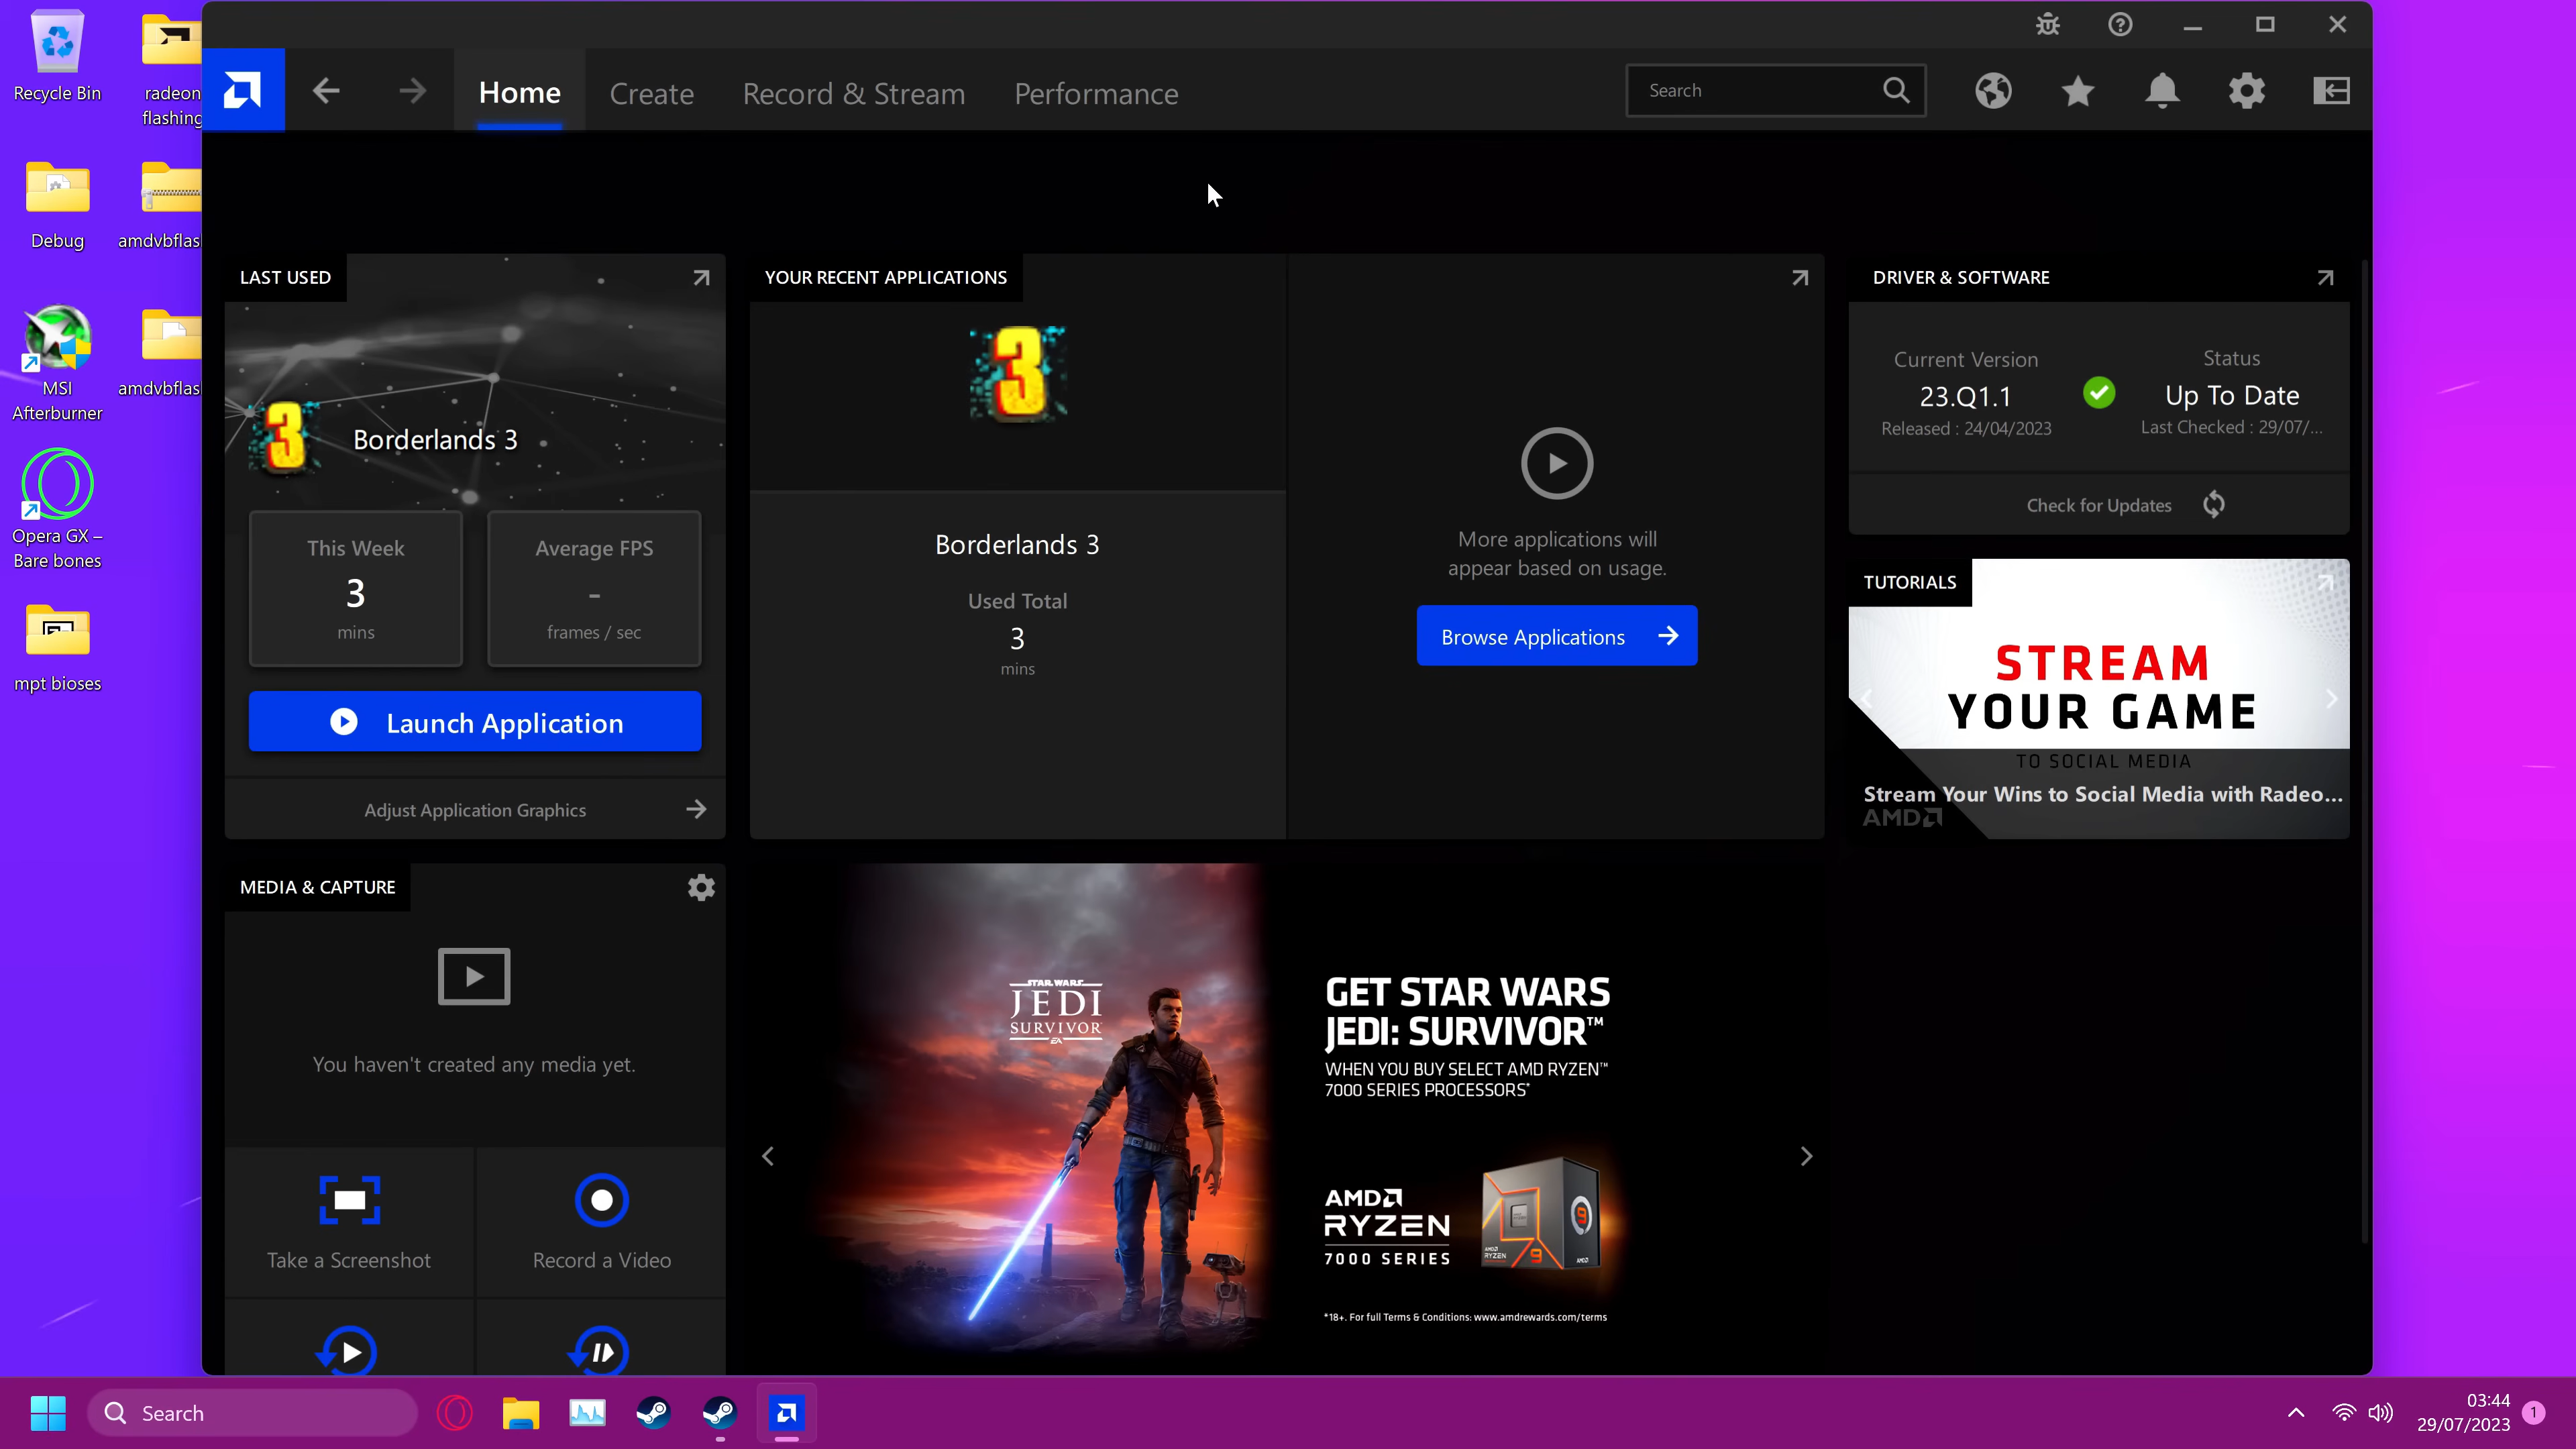 Recycle Bin
radeon
flashing
Debug
amdvbflas
MSI
Afterburner
amdvbflas
Opera GX –
Bare bones
mpt bioses
Home
Create
Record & Stream
Performance
Search
LAST USED
Borderlands 3
This Week
3
mins
Average FPS
-
frames / sec
Launch Application
Adjust Application Graphics
YOUR RECENT APPLICATIONS
Borderlands 3
Used Total
3
mins
More applications will
appear based on usage.
Browse Applications
DRIVER & SOFTWARE
Current Version
23.Q1.1
Released : 24/04/2023
Status
Up To Date
Last Checked : 29/07/...
Check for Updates
TUTORIALS
STREAM
YOUR GAME
TO SOCIAL MEDIA
Stream Your Wins to Social Media with Radeo...
AMD
MEDIA & CAPTURE
You haven't created any media yet.
Take a Screenshot
Record a Video
STAR WARS
JEDI
SURVIVOR
EA
GET STAR WARS
JEDI: SURVIVOR™
WHEN YOU BUY SELECT AMD RYZEN™
7000 SERIES PROCESSORS*
AMD
RYZEN
7000 SERIES
AMD
RYZEN
9
9
AMD
*18+. For full Terms & Conditions: www.amdrewards.com/terms
Search
03:44
29/07/2023
1